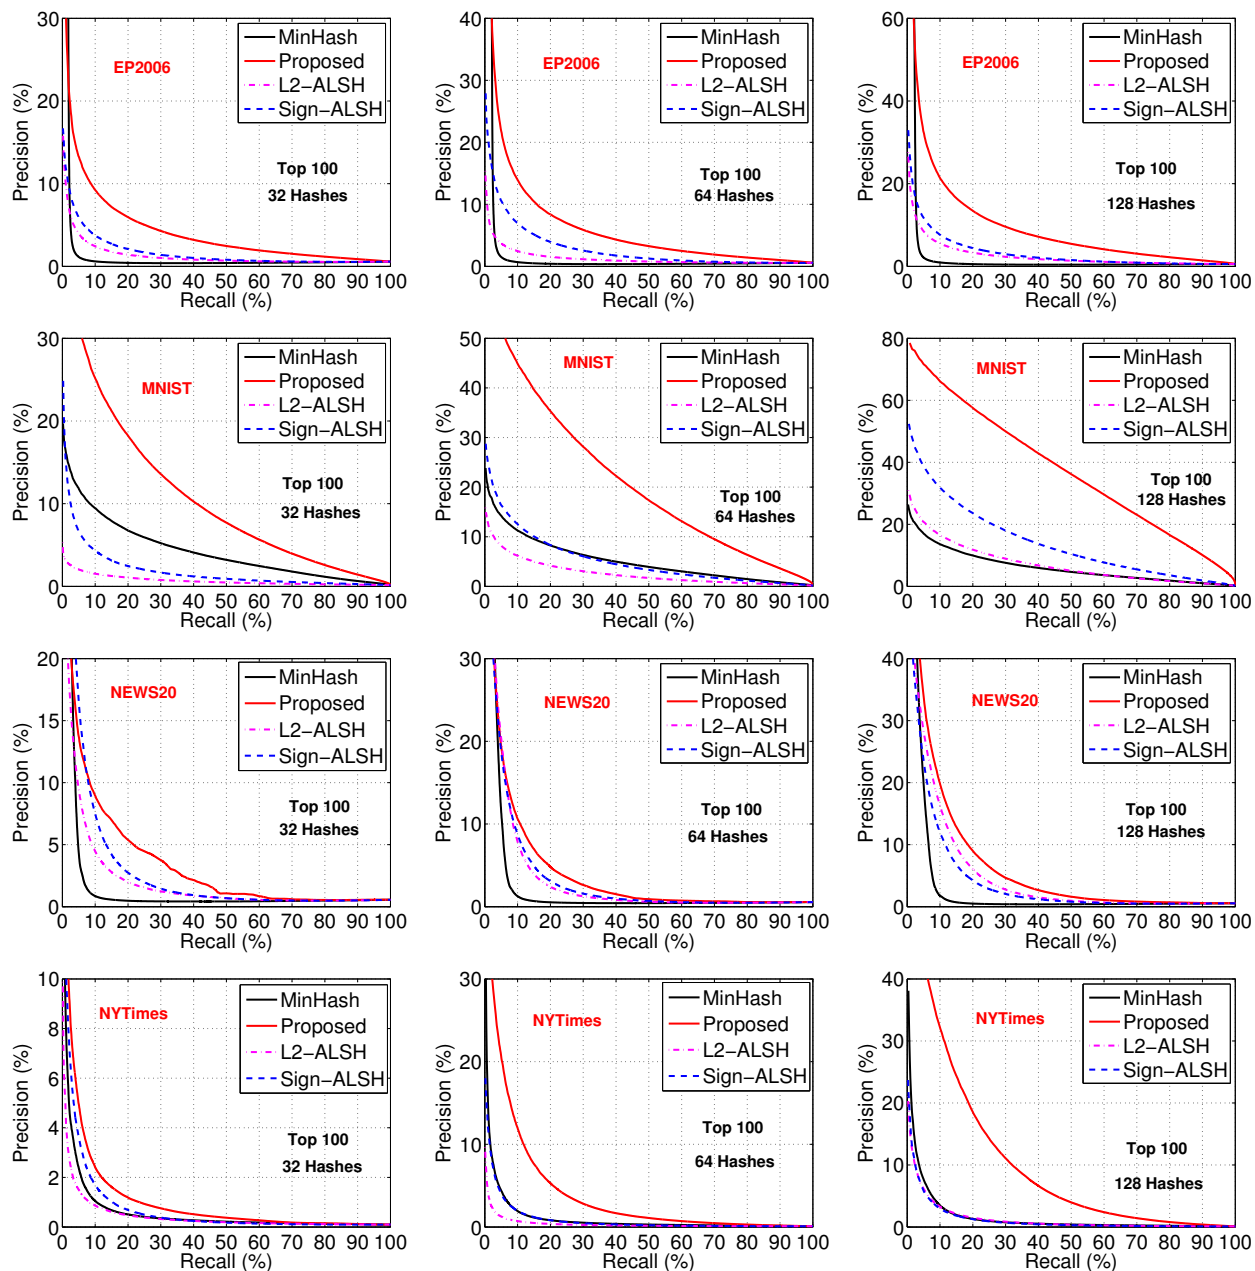 30
20
10
0
Precision (%)
MinHash
Proposed
L2−ALSH
Sign−ALSH
EP2006
Top 100
32 Hashes
0 10 20 30 40 50 60 70 80 90 100
Recall (%)
40
30
20
10
0
Precision (%)
MinHash
Proposed
L2−ALSH
Sign−ALSH
EP2006
Top 100
64 Hashes
0 10 20 30 40 50 60 70 80 90 100
Recall (%)
60
40
20
0
Precision (%)
MinHash
Proposed
L2−ALSH
Sign−ALSH
EP2006
Top 100
128 Hashes
0 10 20 30 40 50 60 70 80 90 100
Recall (%)
30
20
10
0
Precision (%)
MinHash
Proposed
L2−ALSH
Sign−ALSH
MNIST
Top 100
32 Hashes
0 10 20 30 40 50 60 70 80 90 100
Recall (%)
50
40
30
20
10
0
Precision (%)
MinHash
Proposed
L2−ALSH
Sign−ALSH
MNIST
Top 100
64 Hashes
0 10 20 30 40 50 60 70 80 90 100
Recall (%)
80
60
40
20
0
Precision (%)
MinHash
Proposed
L2−ALSH
Sign−ALSH
MNIST
Top 100
128 Hashes
0 10 20 30 40 50 60 70 80 90 100
Recall (%)
20
15
10
5
0
Precision (%)
MinHash
Proposed
L2−ALSH
Sign−ALSH
NEWS20
Top 100
32 Hashes
0 10 20 30 40 50 60 70 80 90 100
Recall (%)
30
20
10
0
Precision (%)
MinHash
Proposed
L2−ALSH
Sign−ALSH
NEWS20
Top 100
64 Hashes
0 10 20 30 40 50 60 70 80 90 100
Recall (%)
40
30
20
10
0
Precision (%)
MinHash
Proposed
L2−ALSH
Sign−ALSH
NEWS20
Top 100
128 Hashes
0 10 20 30 40 50 60 70 80 90 100
Recall (%)
10
8
6
4
2
0
Precision (%)
MinHash
Proposed
L2−ALSH
Sign−ALSH
NYTimes
Top 100
32 Hashes
0 10 20 30 40 50 60 70 80 90 100
Recall (%)
30
20
10
0
Precision (%)
MinHash
Proposed
L2−ALSH
Sign−ALSH
NYTimes
Top 100
64 Hashes
0 10 20 30 40 50 60 70 80 90 100
Recall (%)
40
30
20
10
0
Precision (%)
MinHash
Proposed
L2−ALSH
Sign−ALSH
NYTimes
Top 100
128 Hashes
0 10 20 30 40 50 60 70 80 90 100
Recall (%)